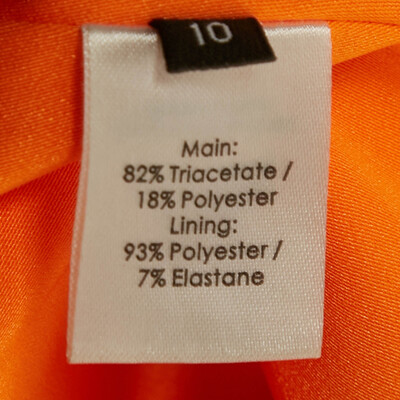 10
Main:
82% Triacetate /
18% Polyester
Lining:
93% Polyester /
7% Elastane